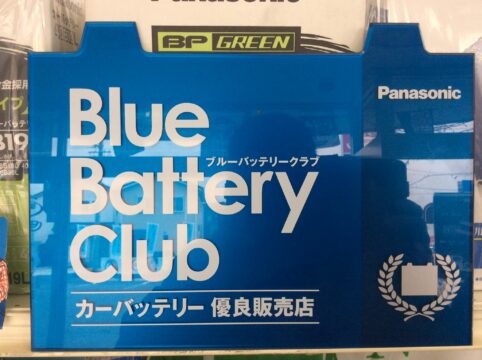 Panasonic
BP GREEN
Panasonic
Blue
ブルーバッテリークラブ
Battery
Club
カーバッテリー 優良販売店